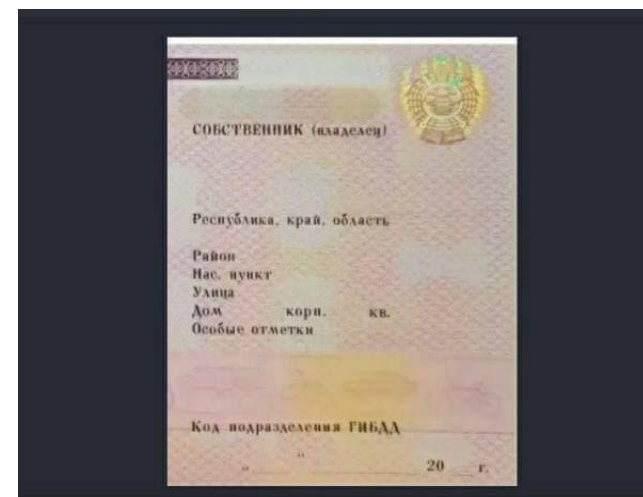 СОБСТВЕННИК (владелец)
Республика, край, область
Район
Нас. пункт
Улица
Дом корп. кв.
Особые отметки
Код подразделения ГИБДД
„ “ 20 г.